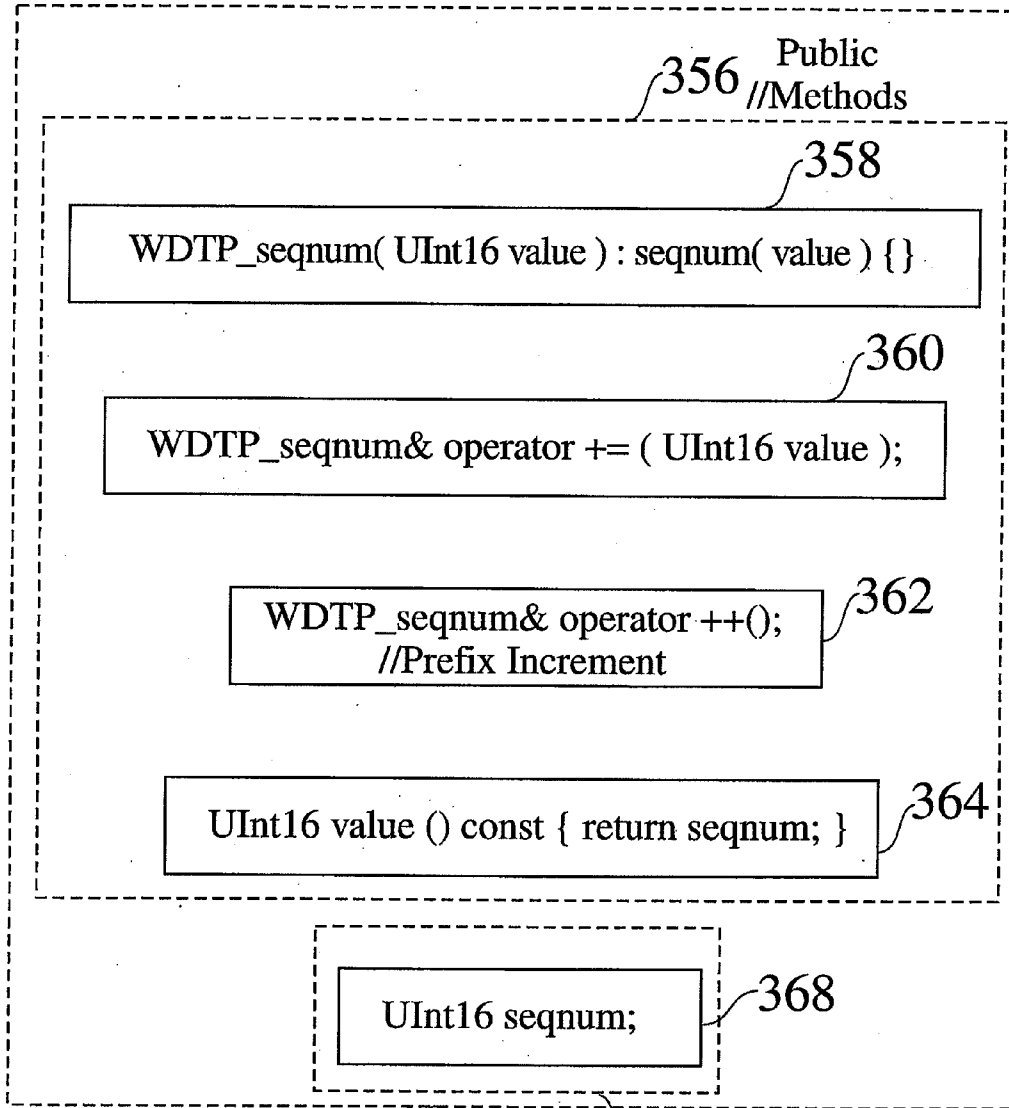 356 Public
//Methods
358
WDTP_seqnum( UInt16 value ) : seqnum( value ) {}
360
WDTP_seqnum& operator += ( UInt16 value );
362
WDTP_seqnum& operator ++();
//Prefix Increment
364
UInt16 value () const { return seqnum; }
368
UInt16 seqnum;